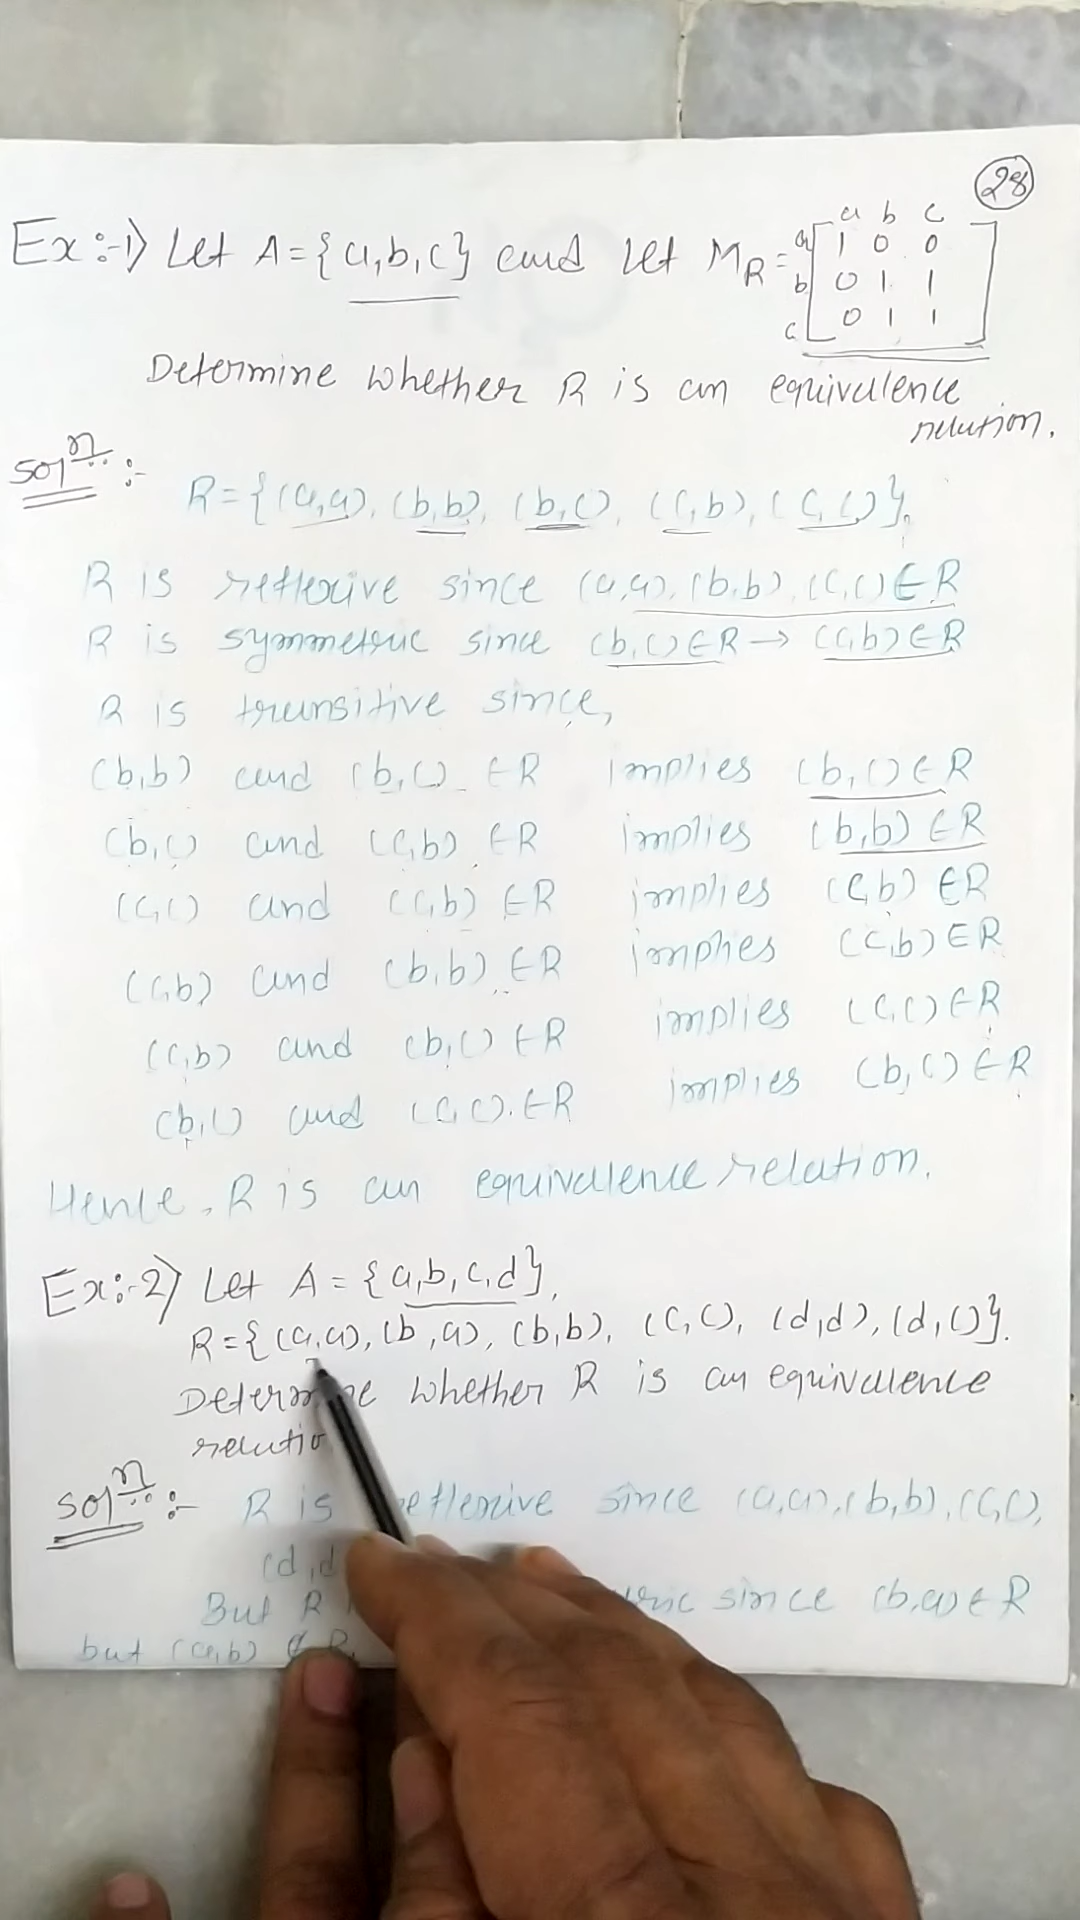 28
Ex:-1) Let A={a,b,c} and let MR=
a b c
a 1 0 0
b 0 1 1
c 0 1 1
Determine whether R is an equivalence
relution.
Solⁿ:-
R={(a,a), (b,b), (b,c), (c,b), (c,c)}.
R is reflexive since (a,a), (b,b), (c,c)∈R
R is symmetric since (b,c)∈R → (c,b)∈R
R is transitive since,
(b,b) and (b,c) ∈R implies (b,c)∈R
(b,c) and (c,b) ∈R implies (b,b)∈R
(c,c) and (c,b) ∈R implies (c,b) ∈R
(c,b) and (b,b) ∈R implies (c,b)∈R
(c,b) and (b,c) ∈R implies (c,c)∈R
(b,c) and (c,c).∈R implies (b,c)∈R
Hence, R is an equivalence relation.
Ex:-2) Let A={a,b,c,d},
R={(a,a), (b,a), (b,b), (c,c), (d,d), (d,c)}.
whether R is an equivalence
Solⁿ:- R is since (a,a), (b,b), (c,c),
(d,d
But R since (b,a)∈R
but (a,b) ∉ R.